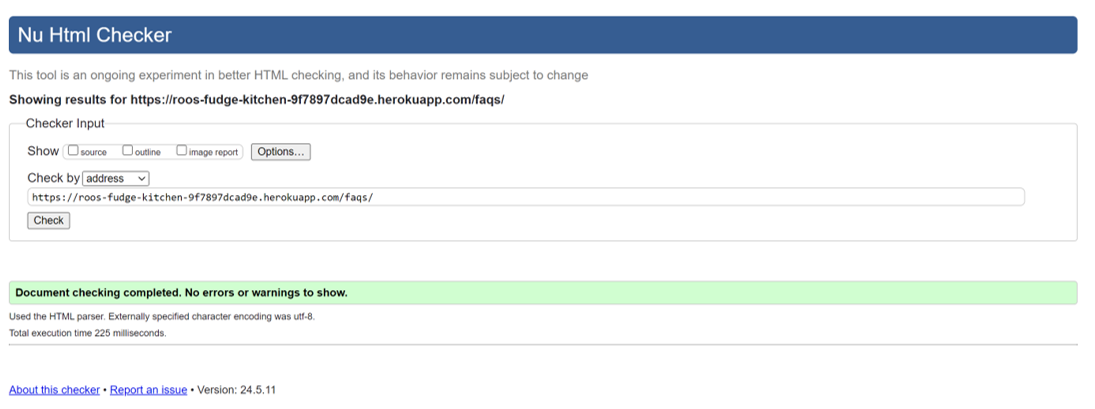 Nu Html Checker
This tool is an ongoing experiment in better HTML checking, and its behavior remains subject to change
Showing results for https://roos-fudge-kitchen-9f7897dcad9e.herokuapp.com/faqs/
Checker Input
Show source outline image report Options...
Check by address
https://roos-fudge-kitchen-9f7897dcad9e.herokuapp.com/faqs/
Check
Document checking completed. No errors or warnings to show.
Used the HTML parser. Externally specified character encoding was utf-8.
Total execution time 225 milliseconds.
About this checker • Report an issue • Version: 24.5.11